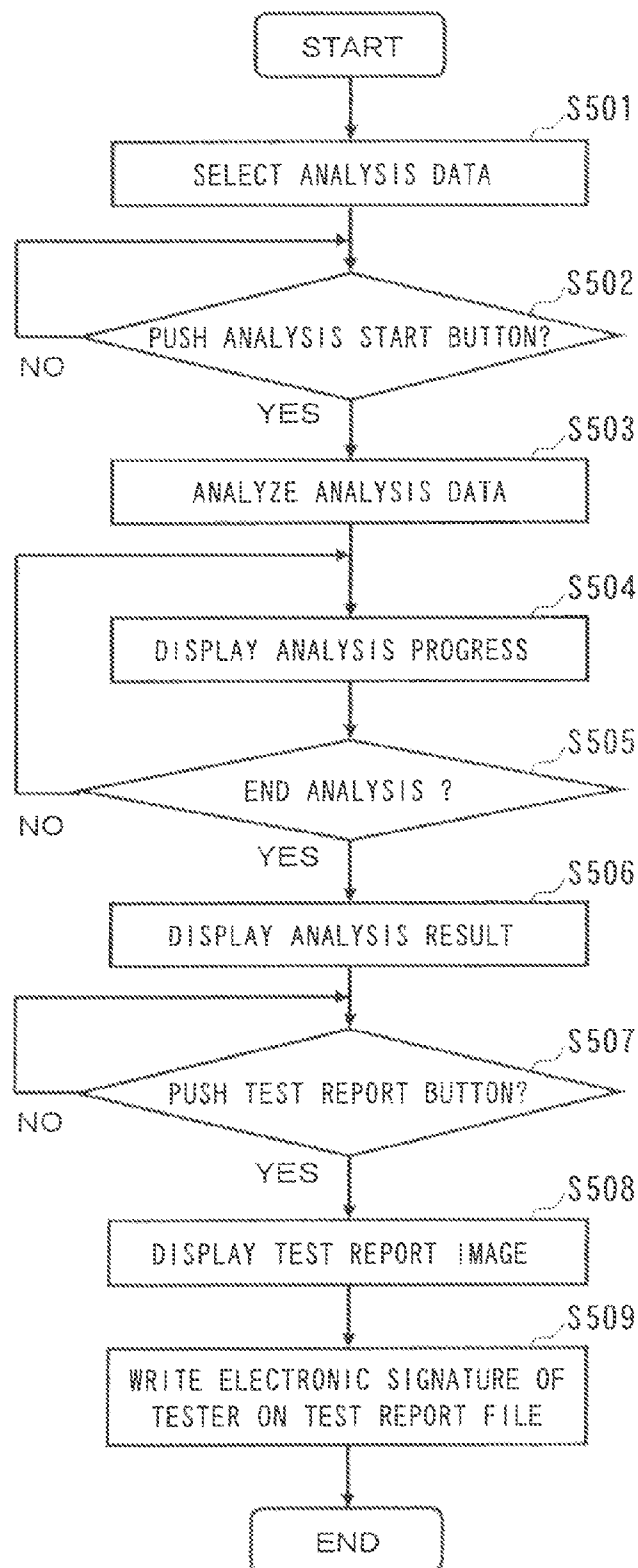 START
S501
SELECT ANALYSIS DATA
S502
PUSH ANALYSIS START BUTTON?
NO
YES
S503
ANALYZE ANALYSIS DATA
S504
DISPLAY ANALYSIS PROGRESS
S505
END ANALYSIS ?
NO
YES
S506
DISPLAY ANALYSIS RESULT
S507
PUSH TEST REPORT BUTTON?
NO
YES
S508
DISPLAY TEST REPORT IMAGE
S509
WRITE ELECTRONIC SIGNATURE OF
TESTER ON TEST REPORT FILE
END